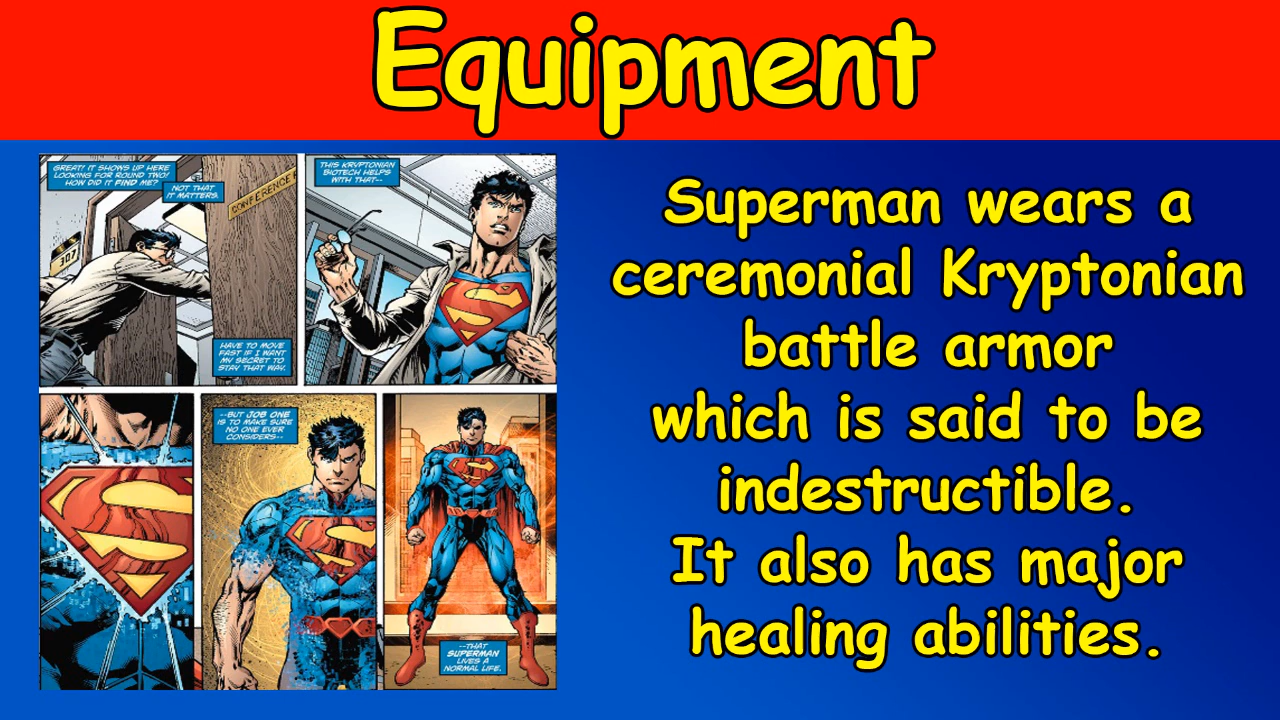 Equipment
GREAT! IT SHOWS UP HERE
LOOKING FOR ROUND TWO!
HOW DID IT FIND ME?
NOT THAT
IT MATTERS.
CONFERENCE
307
HAVE TO MOVE
FAST IF I WANT
MY SECRET TO
STAY THAT WAY.
THIS KRYPTONIAN
BIOTECH HELPS
WITH THAT--
--BUT JOB ONE
IS TO MAKE SURE
NO ONE EVER
CONSIDERS--
--THAT
SUPERMAN
LIVES A
NORMAL LIFE.
Superman wears a
ceremonial Kryptonian
battle armor
which is said to be
indestructible.
It also has major
healing abilities.